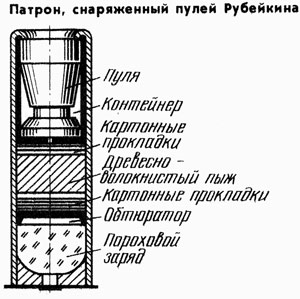 Патрон, снаряженный пулей Рубейкина
Пуля
Контейнер
Картонные
прокладки
Древесно-
волокнистый пыж
Картонные прокладки
Обтюратор
Пороховой
заряд